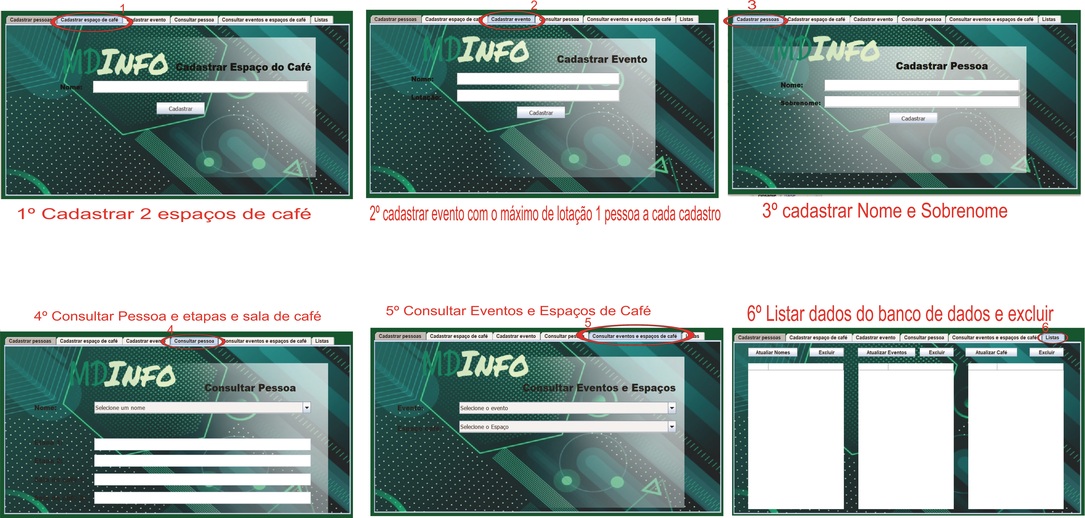 1
Cadastrar pessoas Cadastrar espaço de café Cadastrar evento Consultar pessoa Consultar eventos e espaços de café Listas
MDINFO
Cadastrar Espaço do Café
Nome:
Cadastrar
1º Cadastrar 2 espaços de café
2
Cadastrar pessoas Cadastrar espaço de café Cadastrar evento Consultar pessoa Consultar eventos e espaços de café Listas
MDINFO
Cadastrar Evento
Nome:
Lotação:
Cadastrar
2º cadastrar evento com o máximo de lotação 1 pessoa a cada cadastro
3
Cadastrar pessoas Cadastrar espaço de café Cadastrar evento Consultar pessoa Consultar eventos e espaços de café Listas
MDINFO
Cadastrar Pessoa
Nome:
Sobrenome:
Cadastrar
3º cadastrar Nome e Sobrenome
4º Consultar Pessoa e etapas e sala de café
4
Cadastrar pessoas Cadastrar espaço de café Cadastrar evento Consultar pessoa Consultar eventos e espaços de café Listas
MDINFO
Consultar Pessoa
Nome:
Selecione um nome
5º Consultar Eventos e Espaços de Café
5
Cadastrar pessoas Cadastrar espaço de café Cadastrar evento Consultar pessoa Consultar eventos e espaços de café
MDINFO
Consultar Eventos e Espaços
Evento:
Selecione o evento
Selecione o Espaço
6º Listar dados do banco de dados e excluir
6
Cadastrar pessoas Cadastrar espaço de café Cadastrar evento Consultar pessoa Consultar eventos e espaços de café Listas
Atualiar Nomes Excluir Atualizar Eventos Excluir Atualizar Café Excluir